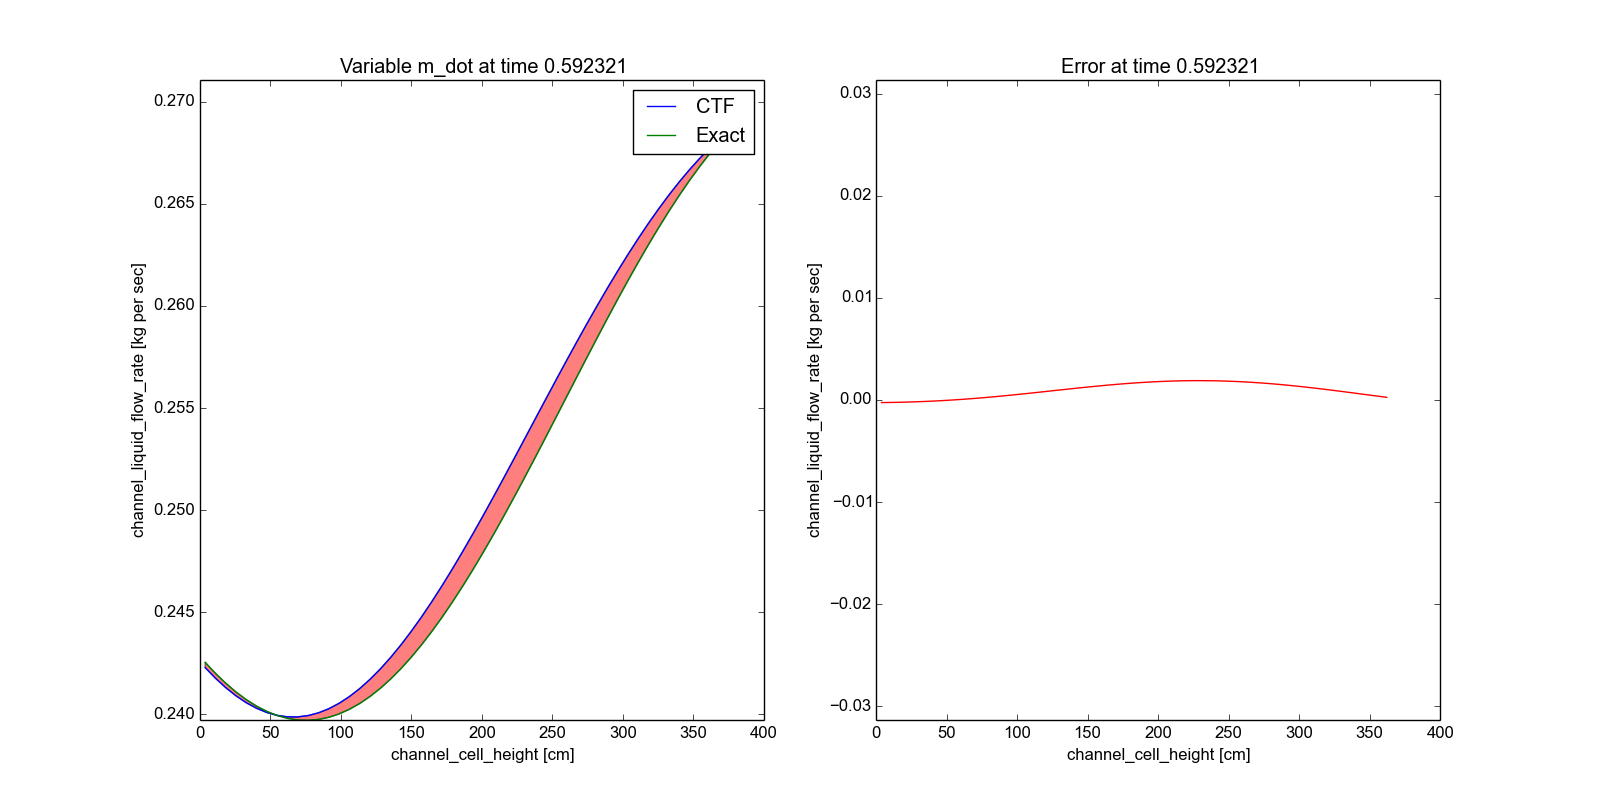 Variable m_dot at time 0.592321
0.270
0.265
0.260
0.255
0.250
0.245
0.240
channel_liquid_flow_rate [kg per sec]
CTF
Exact
0 50 100 150 200 250 300 350 400
channel_cell_height [cm]
Error at time 0.592321
0.03
0.02
0.01
0.00
−0.01
−0.02
−0.03
channel_liquid_flow_rate [kg per sec]
0 50 100 150 200 250 300 350 400
channel_cell_height [cm]